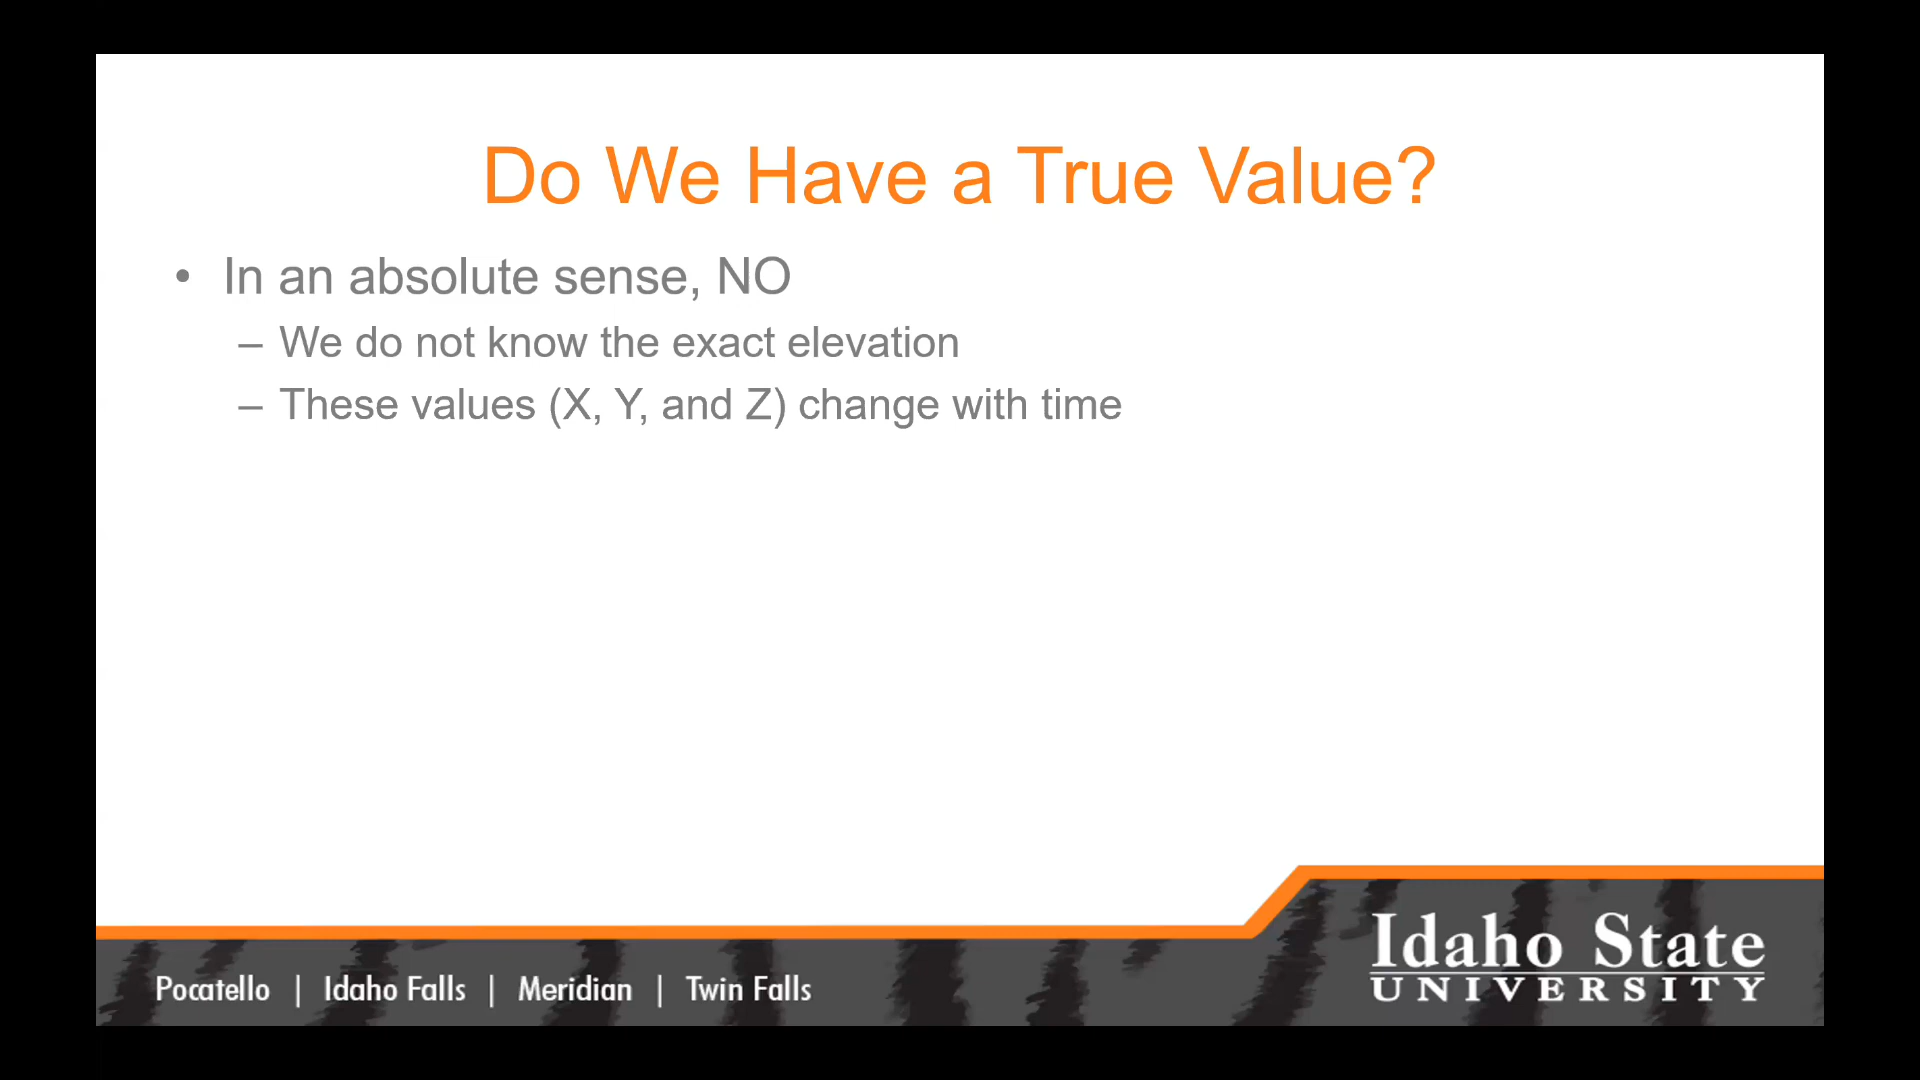 Do We Have a True Value?
• In an absolute sense, NO
– We do not know the exact elevation
– These values (X, Y, and Z) change with time
Pocatello | Idaho Falls | Meridian | Twin Falls
Idaho State
UNIVERSITY